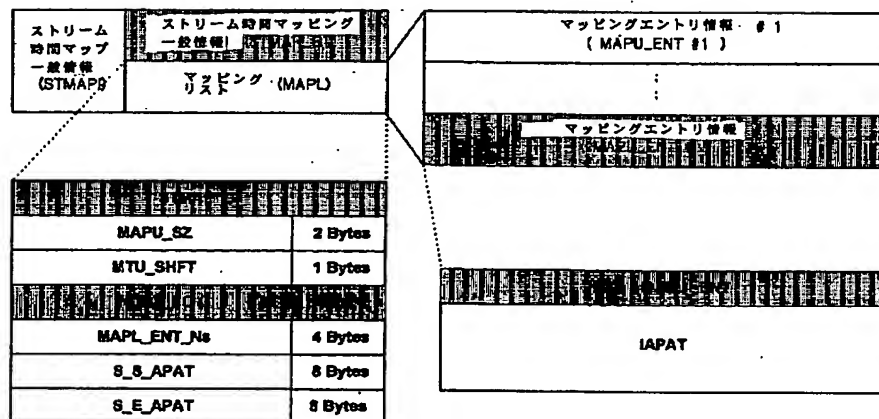 ストリーム
時間マップ
一般情報
(STMAPI)
ストリーム時間マッピング
一般情報
マッピング
リスト (MAPL)
マッピングエントリ情報 # 1
( MAPU_ENT #1 )
マッピングエントリ情報
MAPU_SZ 2 Bytes
MTU_SHFT 1 Bytes
MAPL_ENT_Ns 4 Bytes
S_S_APAT 8 Bytes
S_E_APAT 8 Bytes
IAPAT